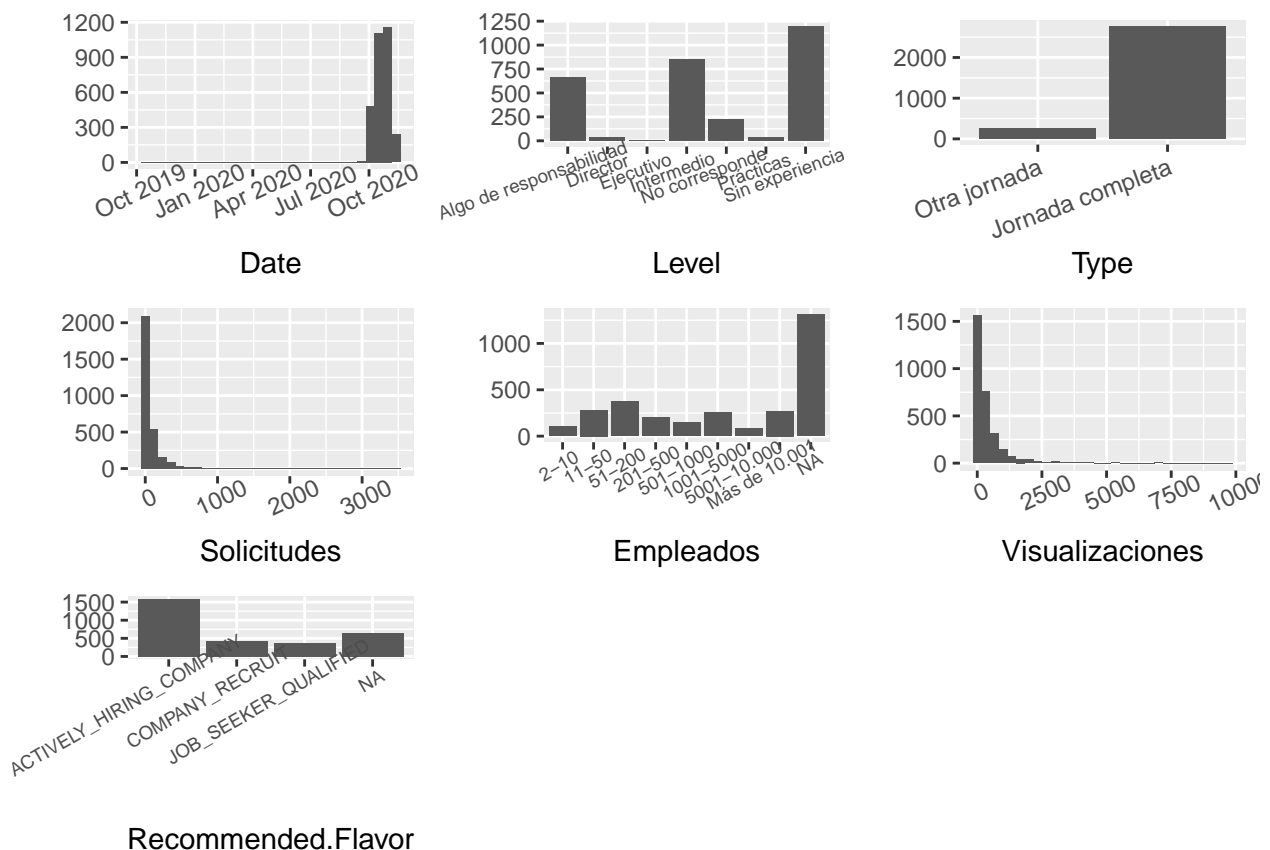 1200
900
600
300
0
Oct 2019
Jan 2020
Apr 2020
Jul 2020
Oct 2020
Date
1250
1000
750
500
250
0
Algo de responsabilidad
Director
Ejecutivo
Intermedio
No corresponde
Prácticas
Sin experiencia
Level
2000
1000
0
Otra jornada
Jornada completa
Type
2000
1500
1000
500
0
0
1000
2000
3000
Solicitudes
1000
500
0
2−10
11−50
51−200
201−500
501−1000
1001−5000
5001−10.000
Más de 10.001
NA
Empleados
1500
1000
500
0
0
2500
5000
7500
10000
Visualizaciones
1500
1000
500
0
ACTIVELY_HIRING_COMPANY
COMPANY_RECRUIT
JOB_SEEKER_QUALIFIED
NA
Recommended.Flavor